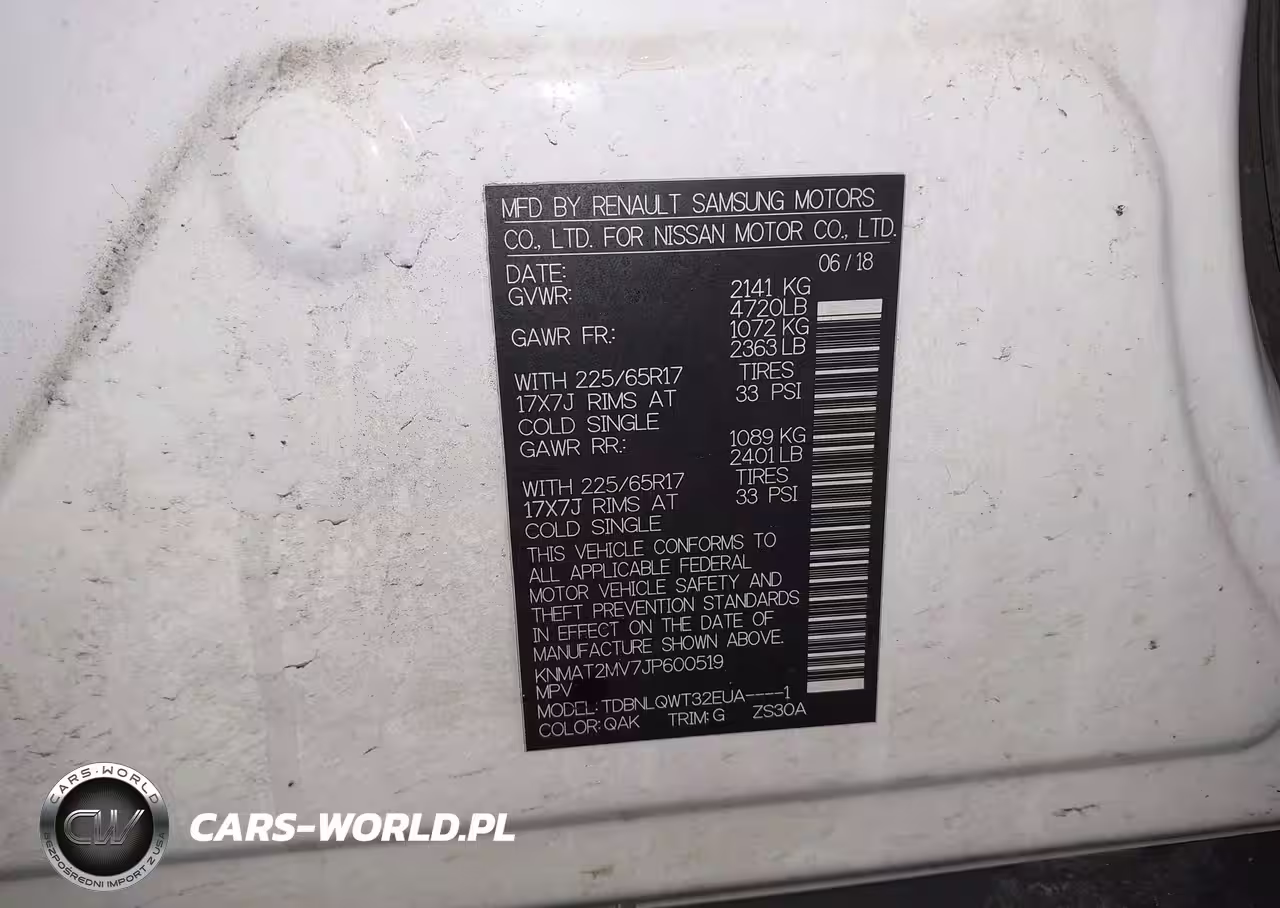 MFD BY RENAULT SAMSUNG MOTORS
CO., LTD. FOR NISSAN MOTOR CO., LTD.
DATE: 06 / 18
GVWR: 2141 KG
4720LB
GAWR FR.: 1072 KG
2363 LB
WITH 225/65R17 TIRES
17X7J RIMS AT 33 PSI
COLD SINGLE
GAWR RR.: 1089 KG
2401 LB
WITH 225/65R17 TIRES
17X7J RIMS AT 33 PSI
COLD SINGLE
THIS VEHICLE CONFORMS TO
ALL APPLICABLE FEDERAL
MOTOR VEHICLE SAFETY AND
THEFT PREVENTION STANDARDS
IN EFFECT ON THE DATE OF
MANUFACTURE SHOWN ABOVE.
KNMAT2MV7JP600519
MPV
MODEL: TDBNLQWT32EUA----1
COLOR: QAK TRIM: G ZS30A
CARS-WORLD
CW
BEZPOŚREDNI IMPORT Z USA
CARS-WORLD.PL